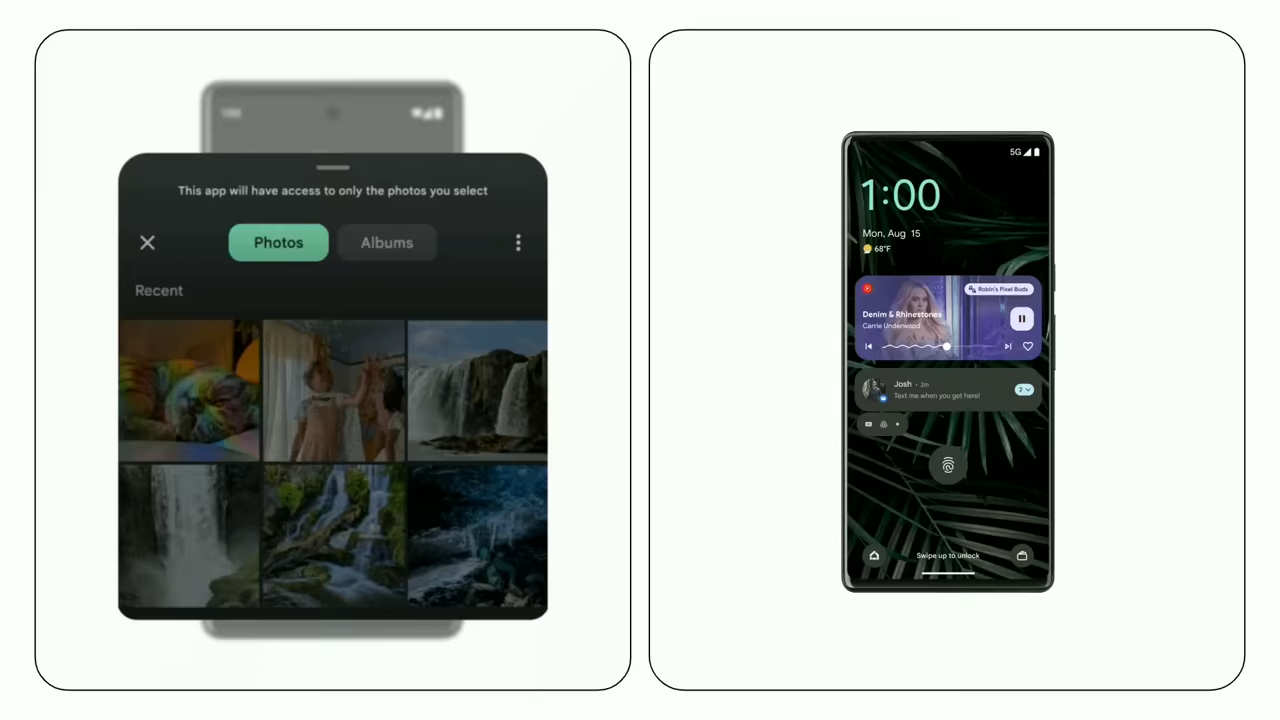 This app will have access to only the photos you select
Photos
Albums
Recent
5G
1:00
Mon, Aug 15
68°F
Robin's Pixel Buds
Denim & Rhinestones
Carrie Underwood
Josh · 2m
Text me when you get here!
2
Swipe up to unlock